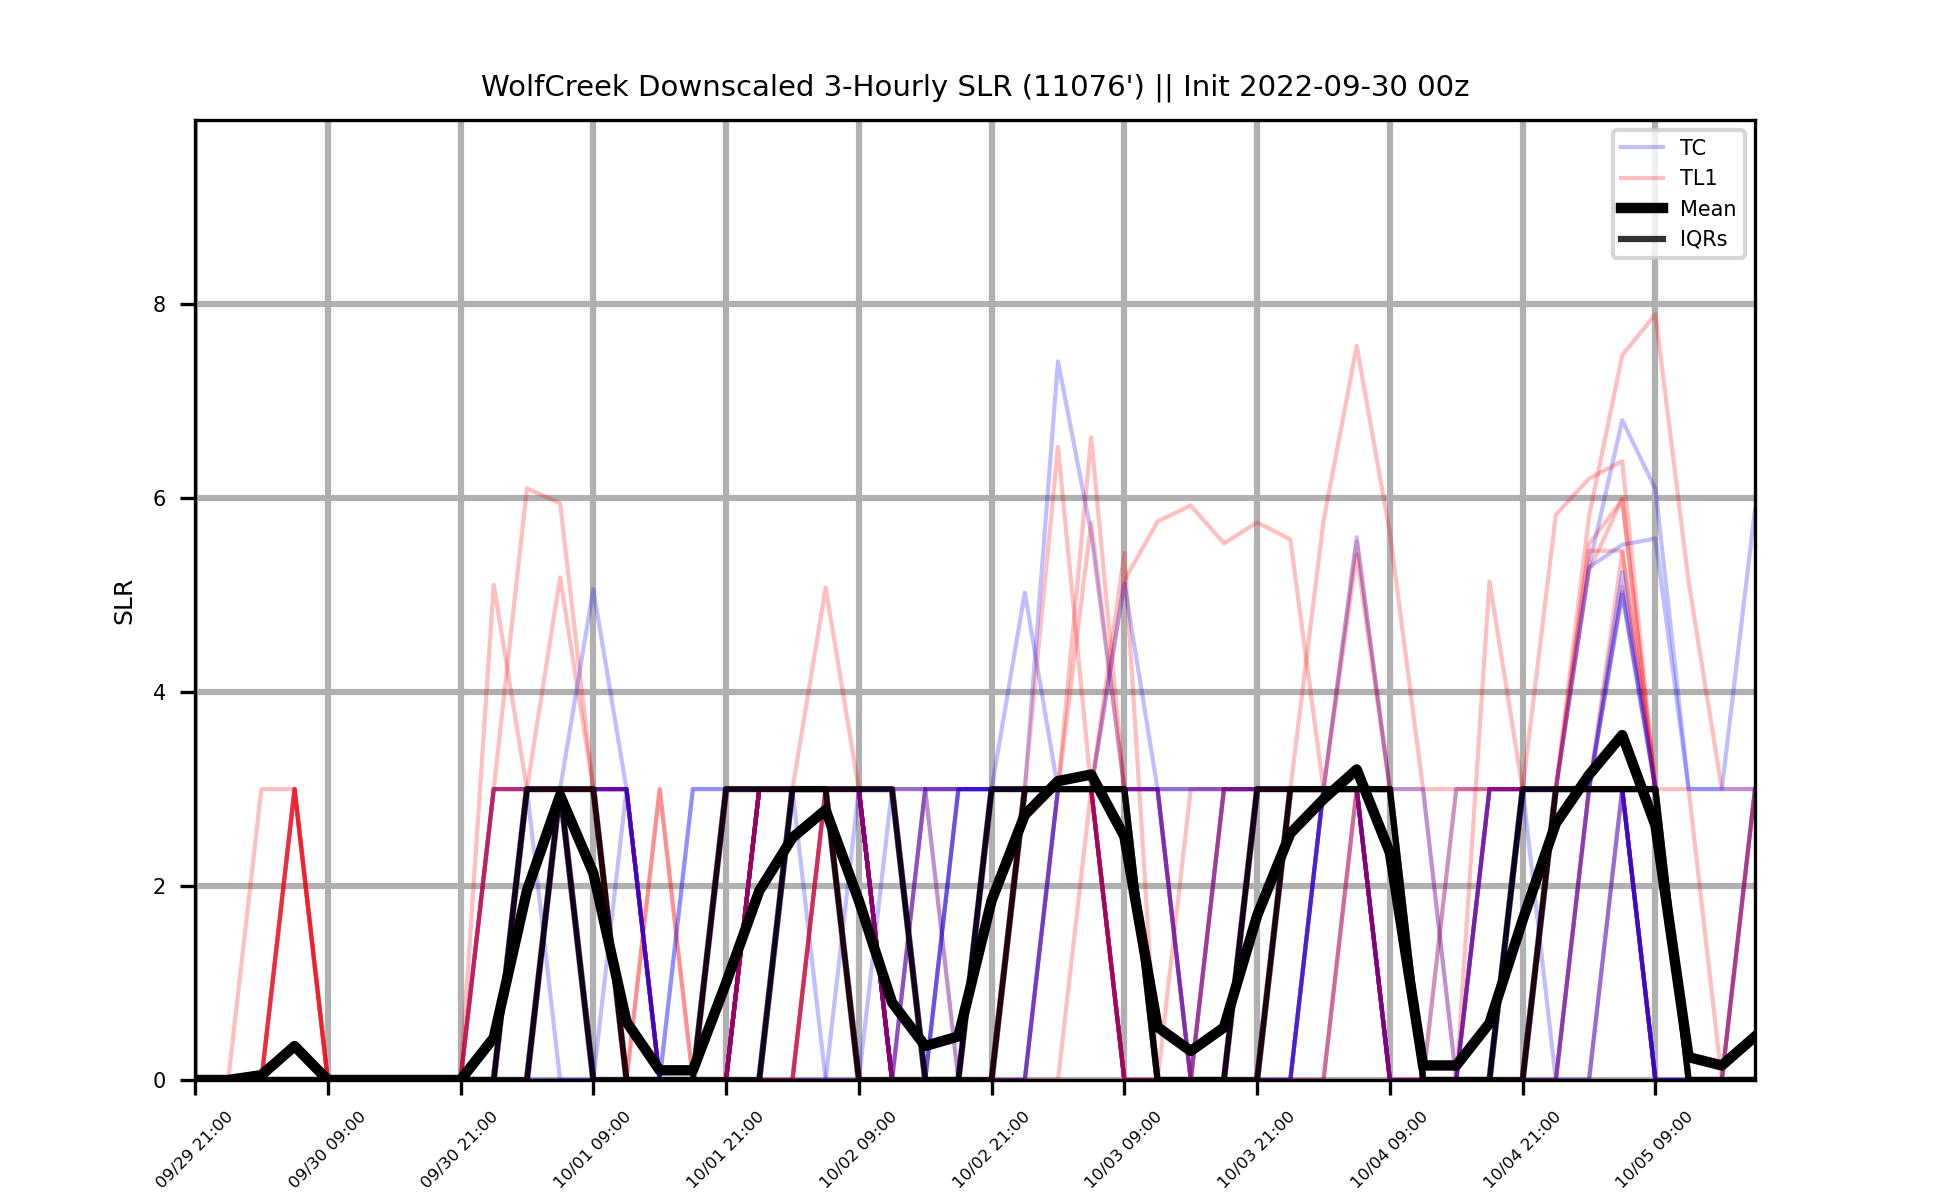 WolfCreek Downscaled 3-Hourly SLR (11076') || Init 2022-09-30 00z
TC
TL1
Mean
IQRs
SLR
8
6
4
2
0
09/29 21:00
09/30 09:00
09/30 21:00
10/01 09:00
10/01 21:00
10/02 09:00
10/02 21:00
10/03 09:00
10/03 21:00
10/04 09:00
10/04 21:00
10/05 09:00